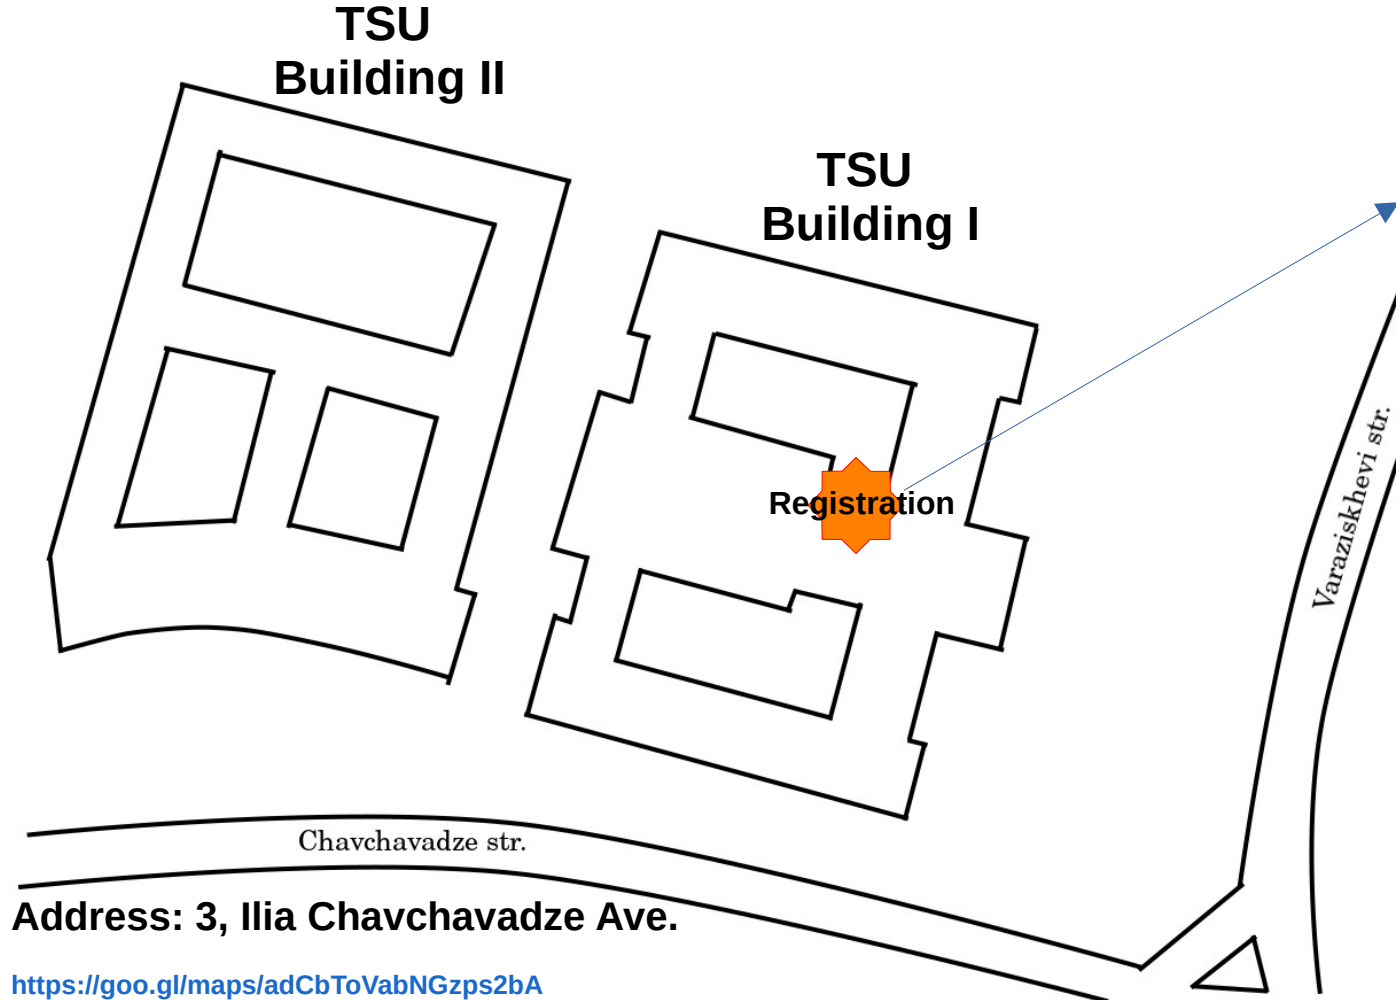 TSU
Building II
TSU
Building I
Registration
Varaziskhevi str.
Chavchavadze str.
Address: 3, Ilia Chavchavadze Ave.
https://goo.gl/maps/adCbToVabNGzps2bA